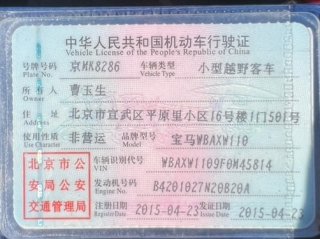 中华人民共和国机动车行驶证
Vehicle License of the People's Republic of China
号牌号码 京MK8286 车辆类型 小型越野客车
Plate No. Vehicle Type
所有人 曹玉生
住址 北京市宣武区平原里小区16号楼1门501号
Address
使用性质 非营运 品牌型号 宝马WBAXW110
Use Character Model
北京市公 车辆识别代号 WBAXW1109F0M45814
VIN
安局公安 发动机号码 B420102TN20B20A
Engine No.
交通管理局 注册日期 2015-04-23 发证日期 2015-04-23
Register Date Issue Date